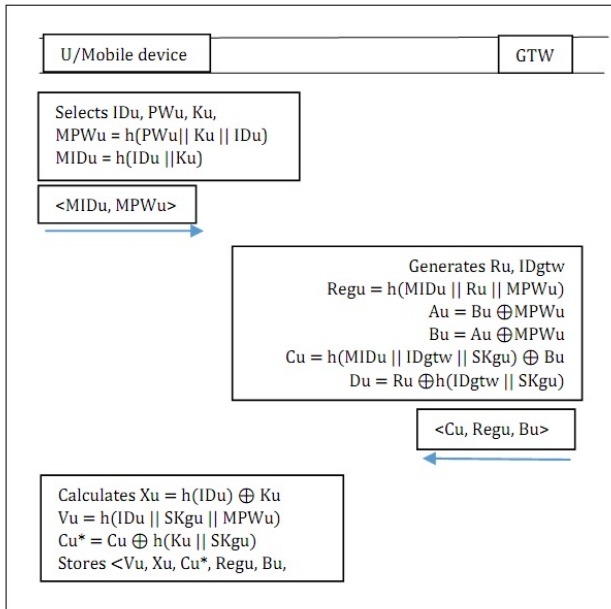 U/Mobile device
GTW
Selects IDu, PWu, Ku,
MPWu = h(PWu|| Ku || IDu)
MIDu = h(IDu ||Ku)
<MIDu, MPWu>
Generates Ru, IDgtw
Regu = h(MIDu || Ru || MPWu)
Au = Bu ⊕MPWu
Bu = Au ⊕MPWu
Cu = h(MIDu || IDgtw || SKgu) ⊕ Bu
Du = Ru ⊕h(IDgtw || SKgu)
<Cu, Regu, Bu>
Calculates Xu = h(IDu) ⊕ Ku
Vu = h(IDu || SKgu || MPWu)
Cu* = Cu ⊕ h(Ku || SKgu)
Stores <Vu, Xu, Cu*, Regu, Bu,